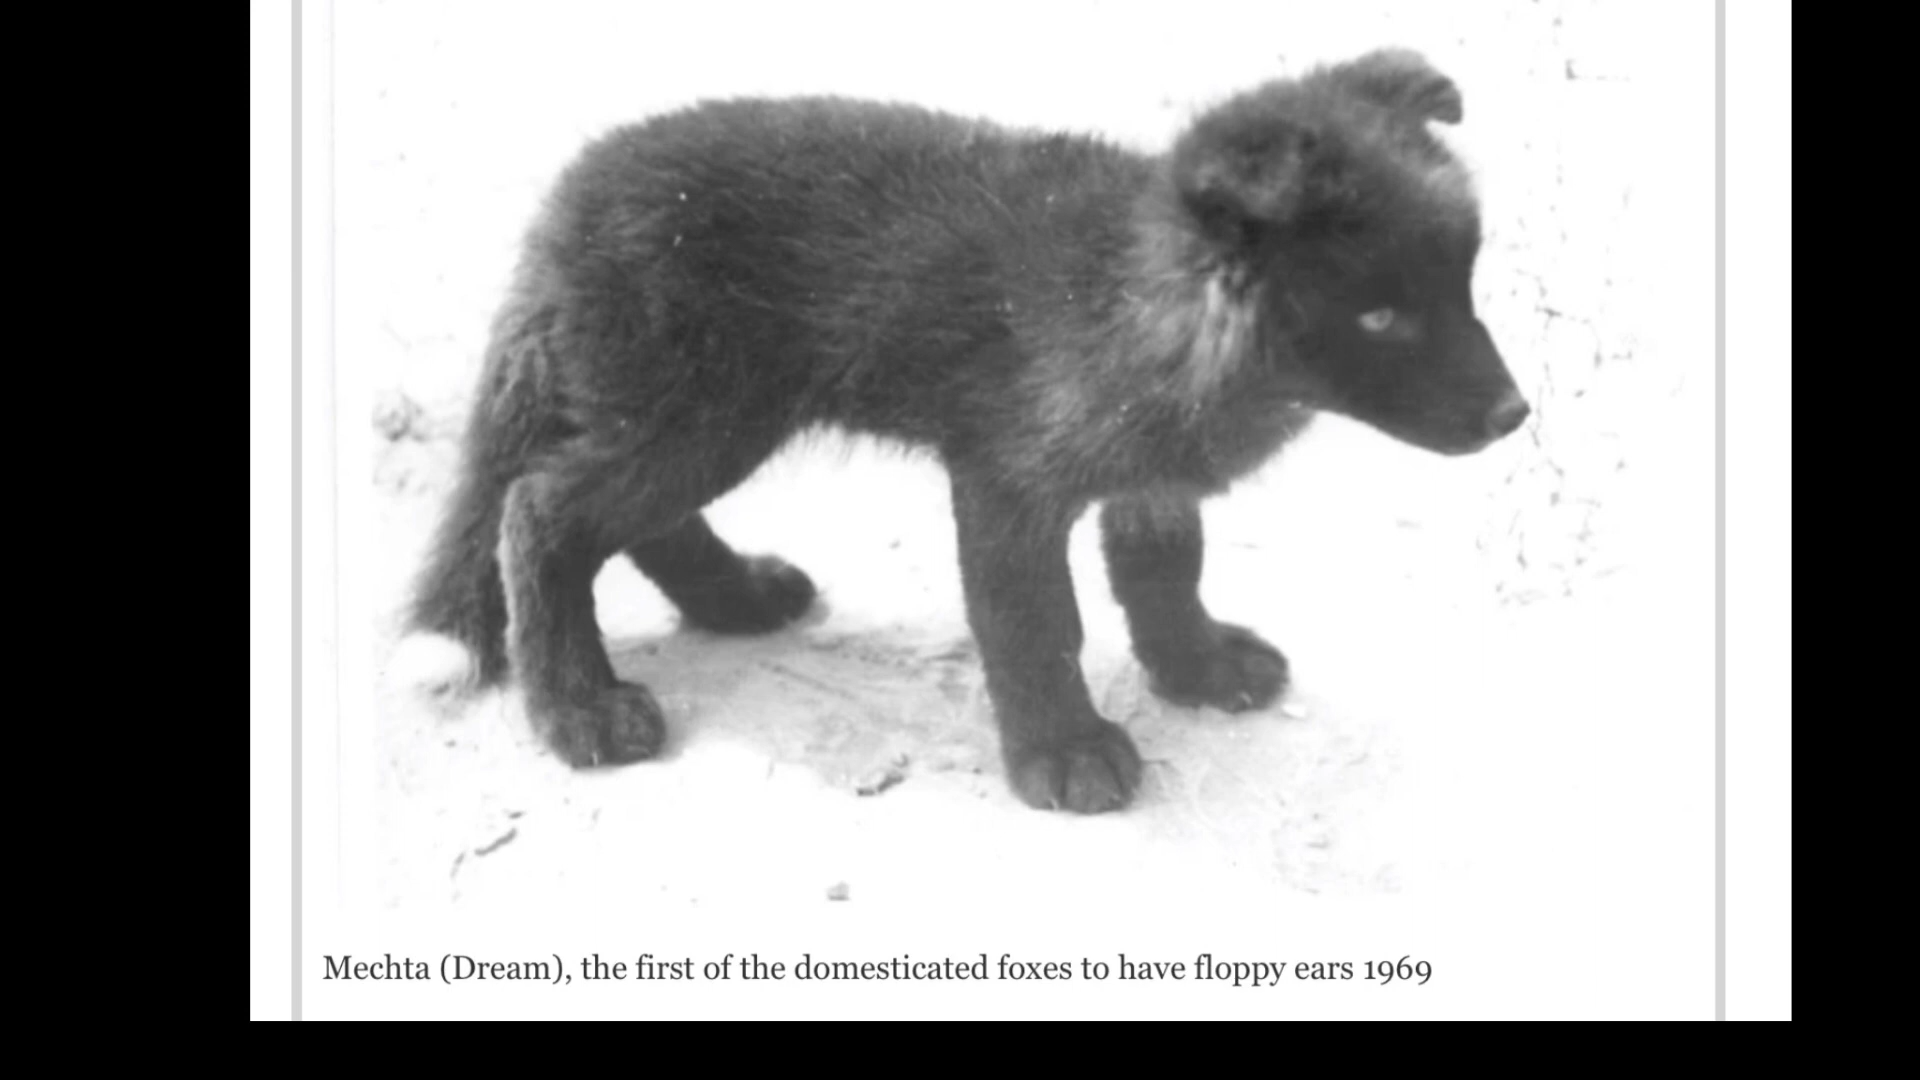 Mechta (Dream), the first of the domesticated foxes to have floppy ears 1969